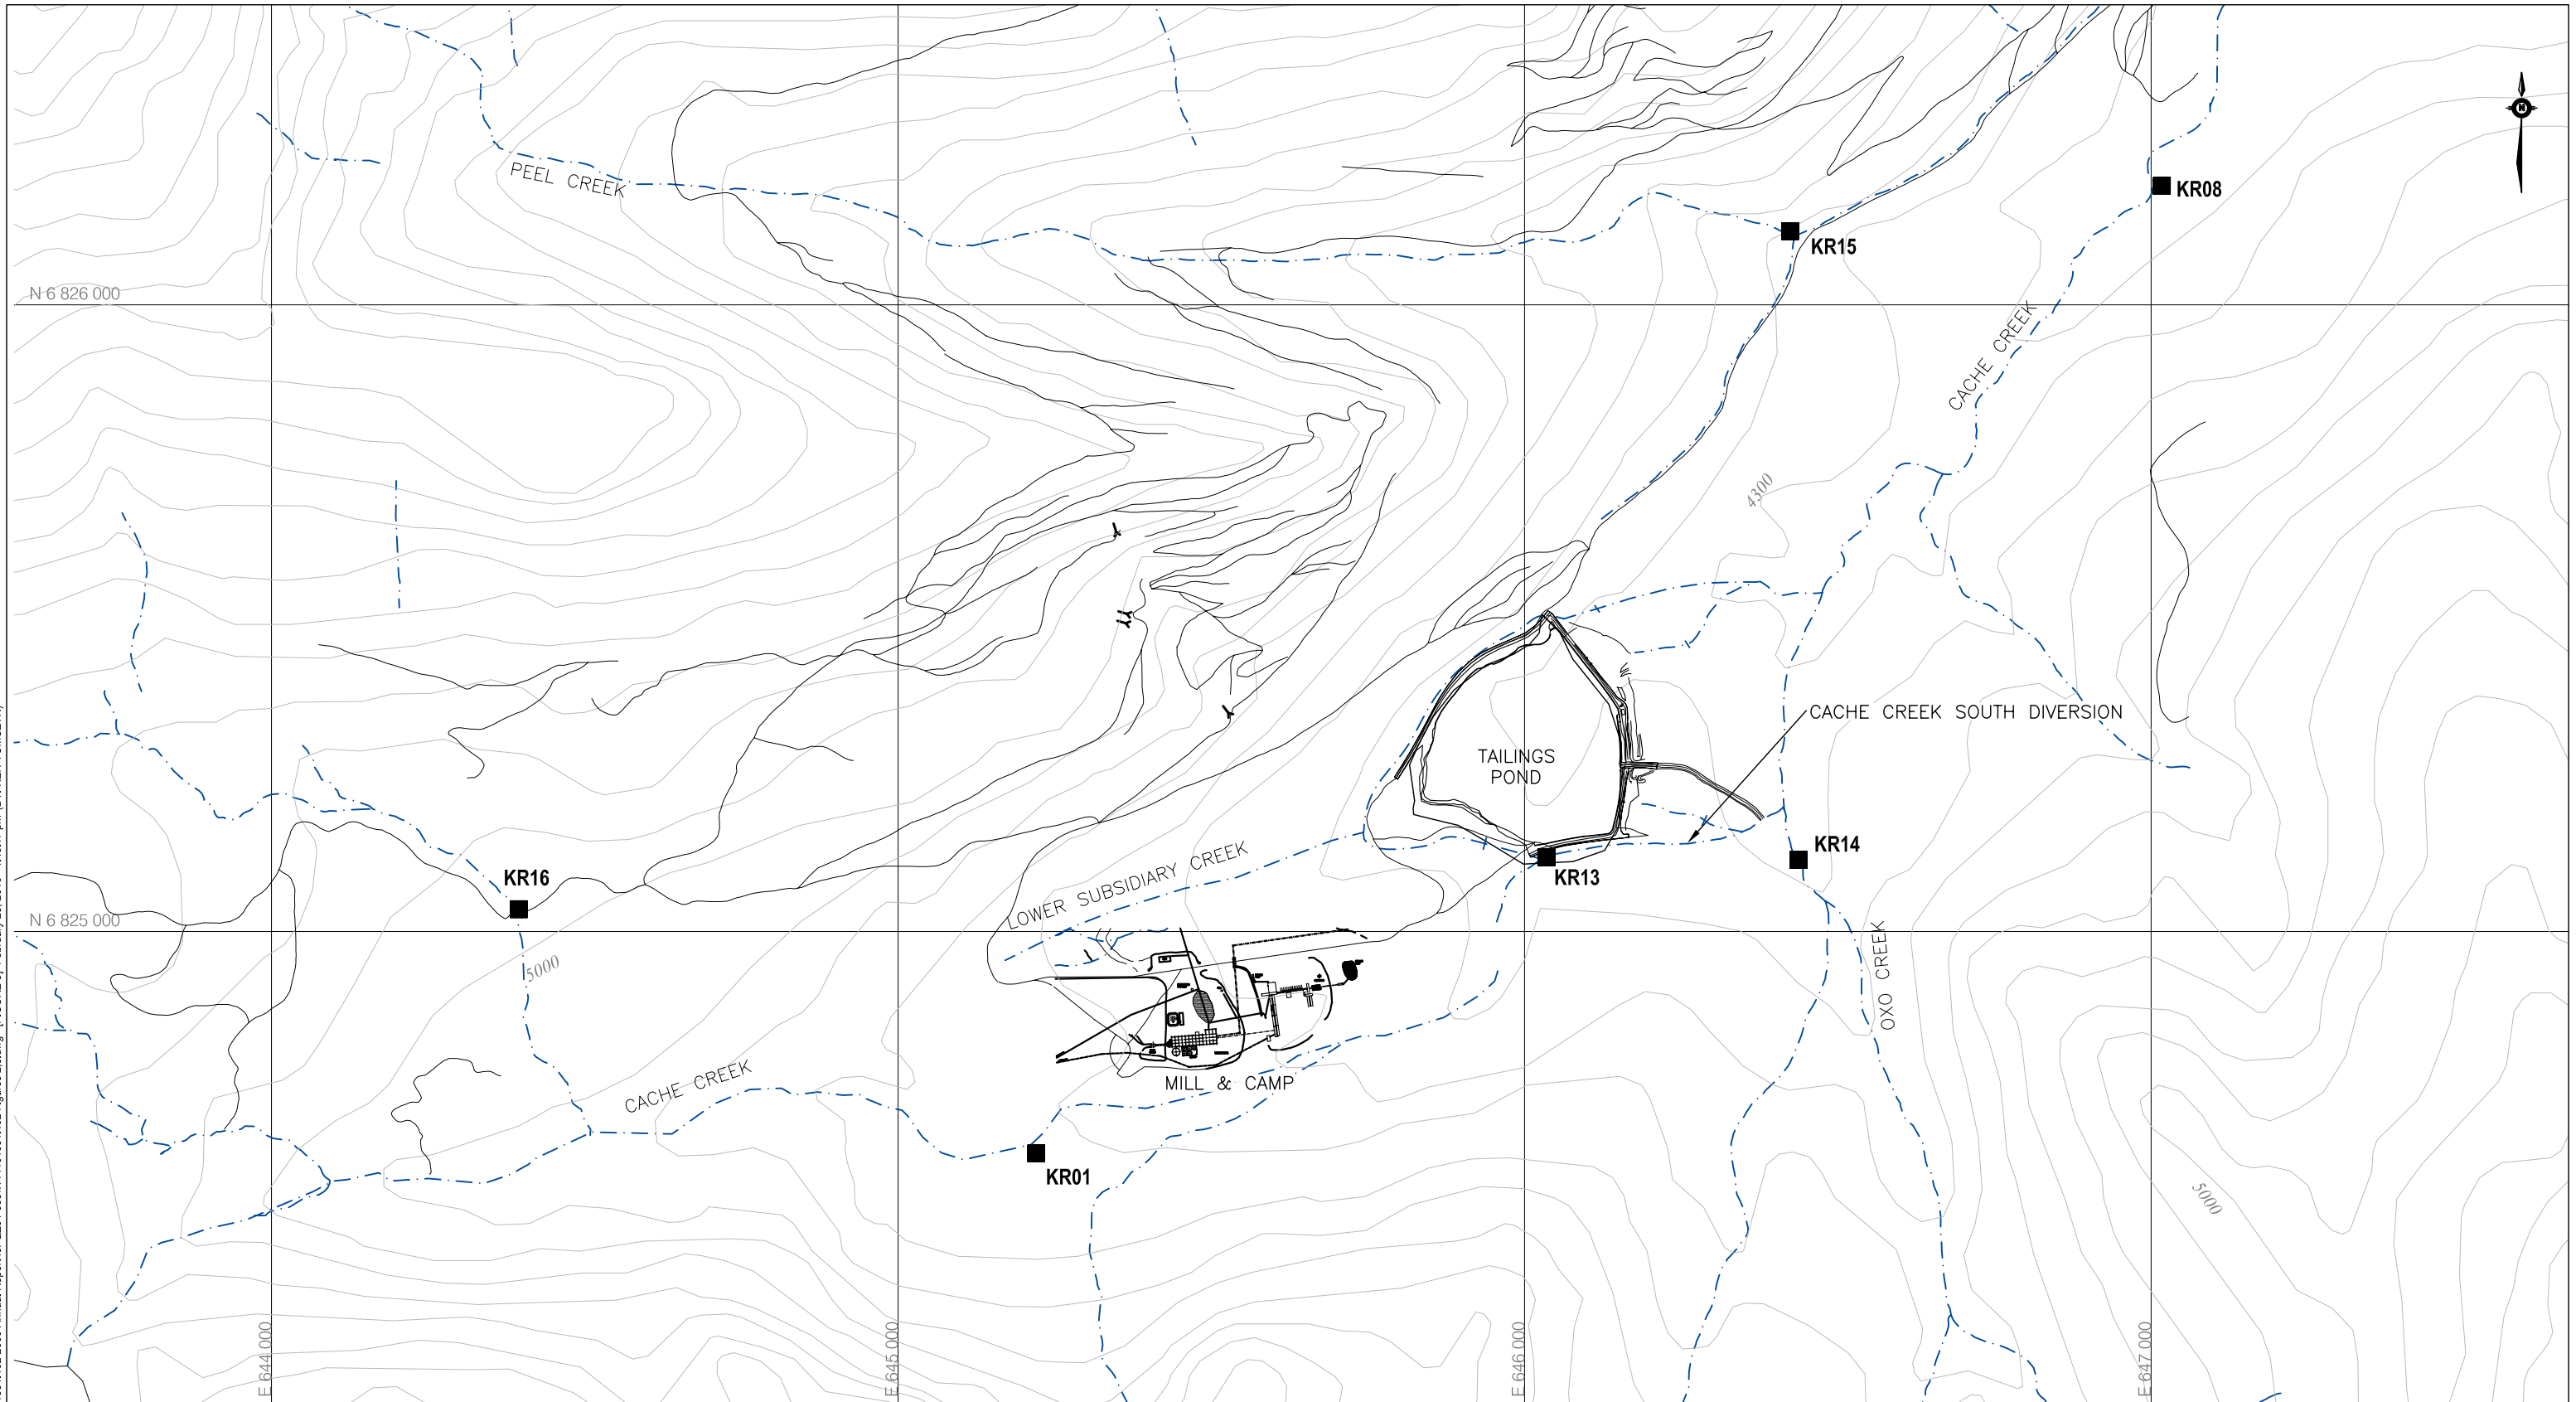 PEEL CREEK
KR08
KR15
N 6 826 000
CACHE CREEK
4300
CACHE CREEK SOUTH DIVERSION
TAILINGS
POND
KR14
LOWER SUBSIDIARY CREEK
KR13
KR16
N 6 825 000
5000
OXO CREEK
MILL & CAMP
CACHE CREEK
KR01
5000
E 644 000
E 645 000
E 646 000
E 647 000